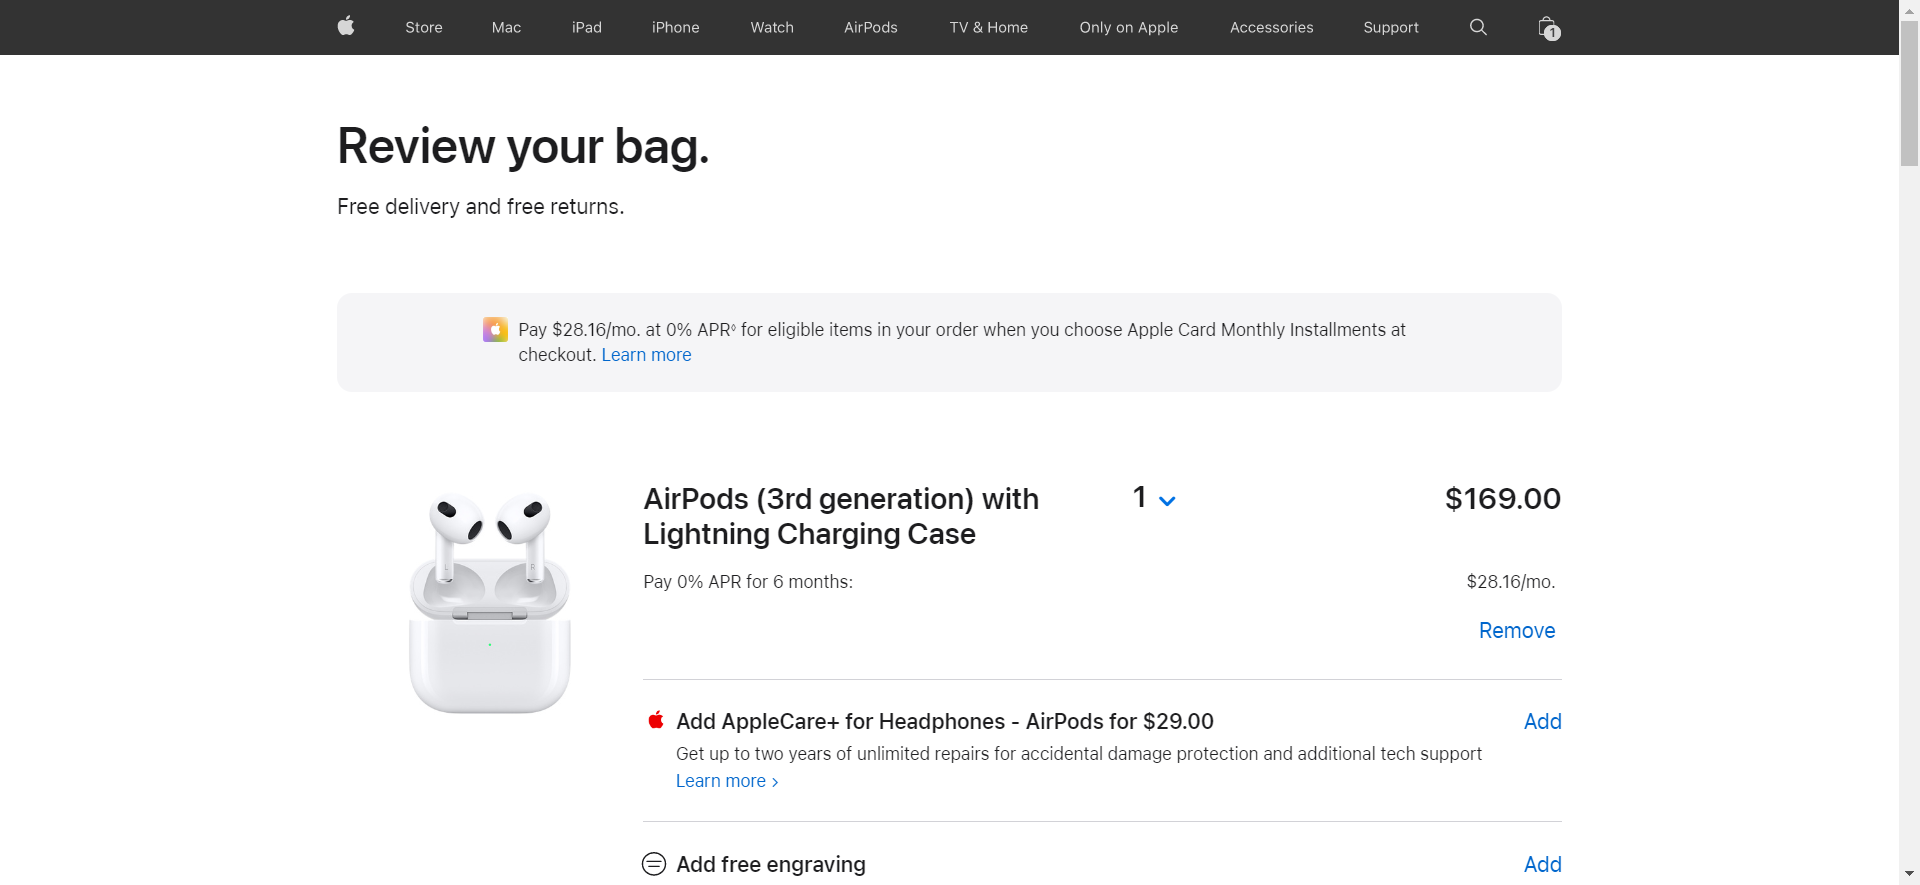 Store Mac iPad iPhone Watch AirPods TV & Home Only on Apple Accessories Support 1
Review your bag.
Free delivery and free returns.
Pay $28.16/mo. at 0% APR◊ for eligible items in your order when you choose Apple Card Monthly Installments at
checkout. Learn more
AirPods (3rd generation) with 1 $169.00
Lightning Charging Case
Pay 0% APR for 6 months: $28.16/mo.
Remove
Add AppleCare+ for Headphones - AirPods for $29.00 Add
Get up to two years of unlimited repairs for accidental damage protection and additional tech support
Learn more >
Add free engraving Add